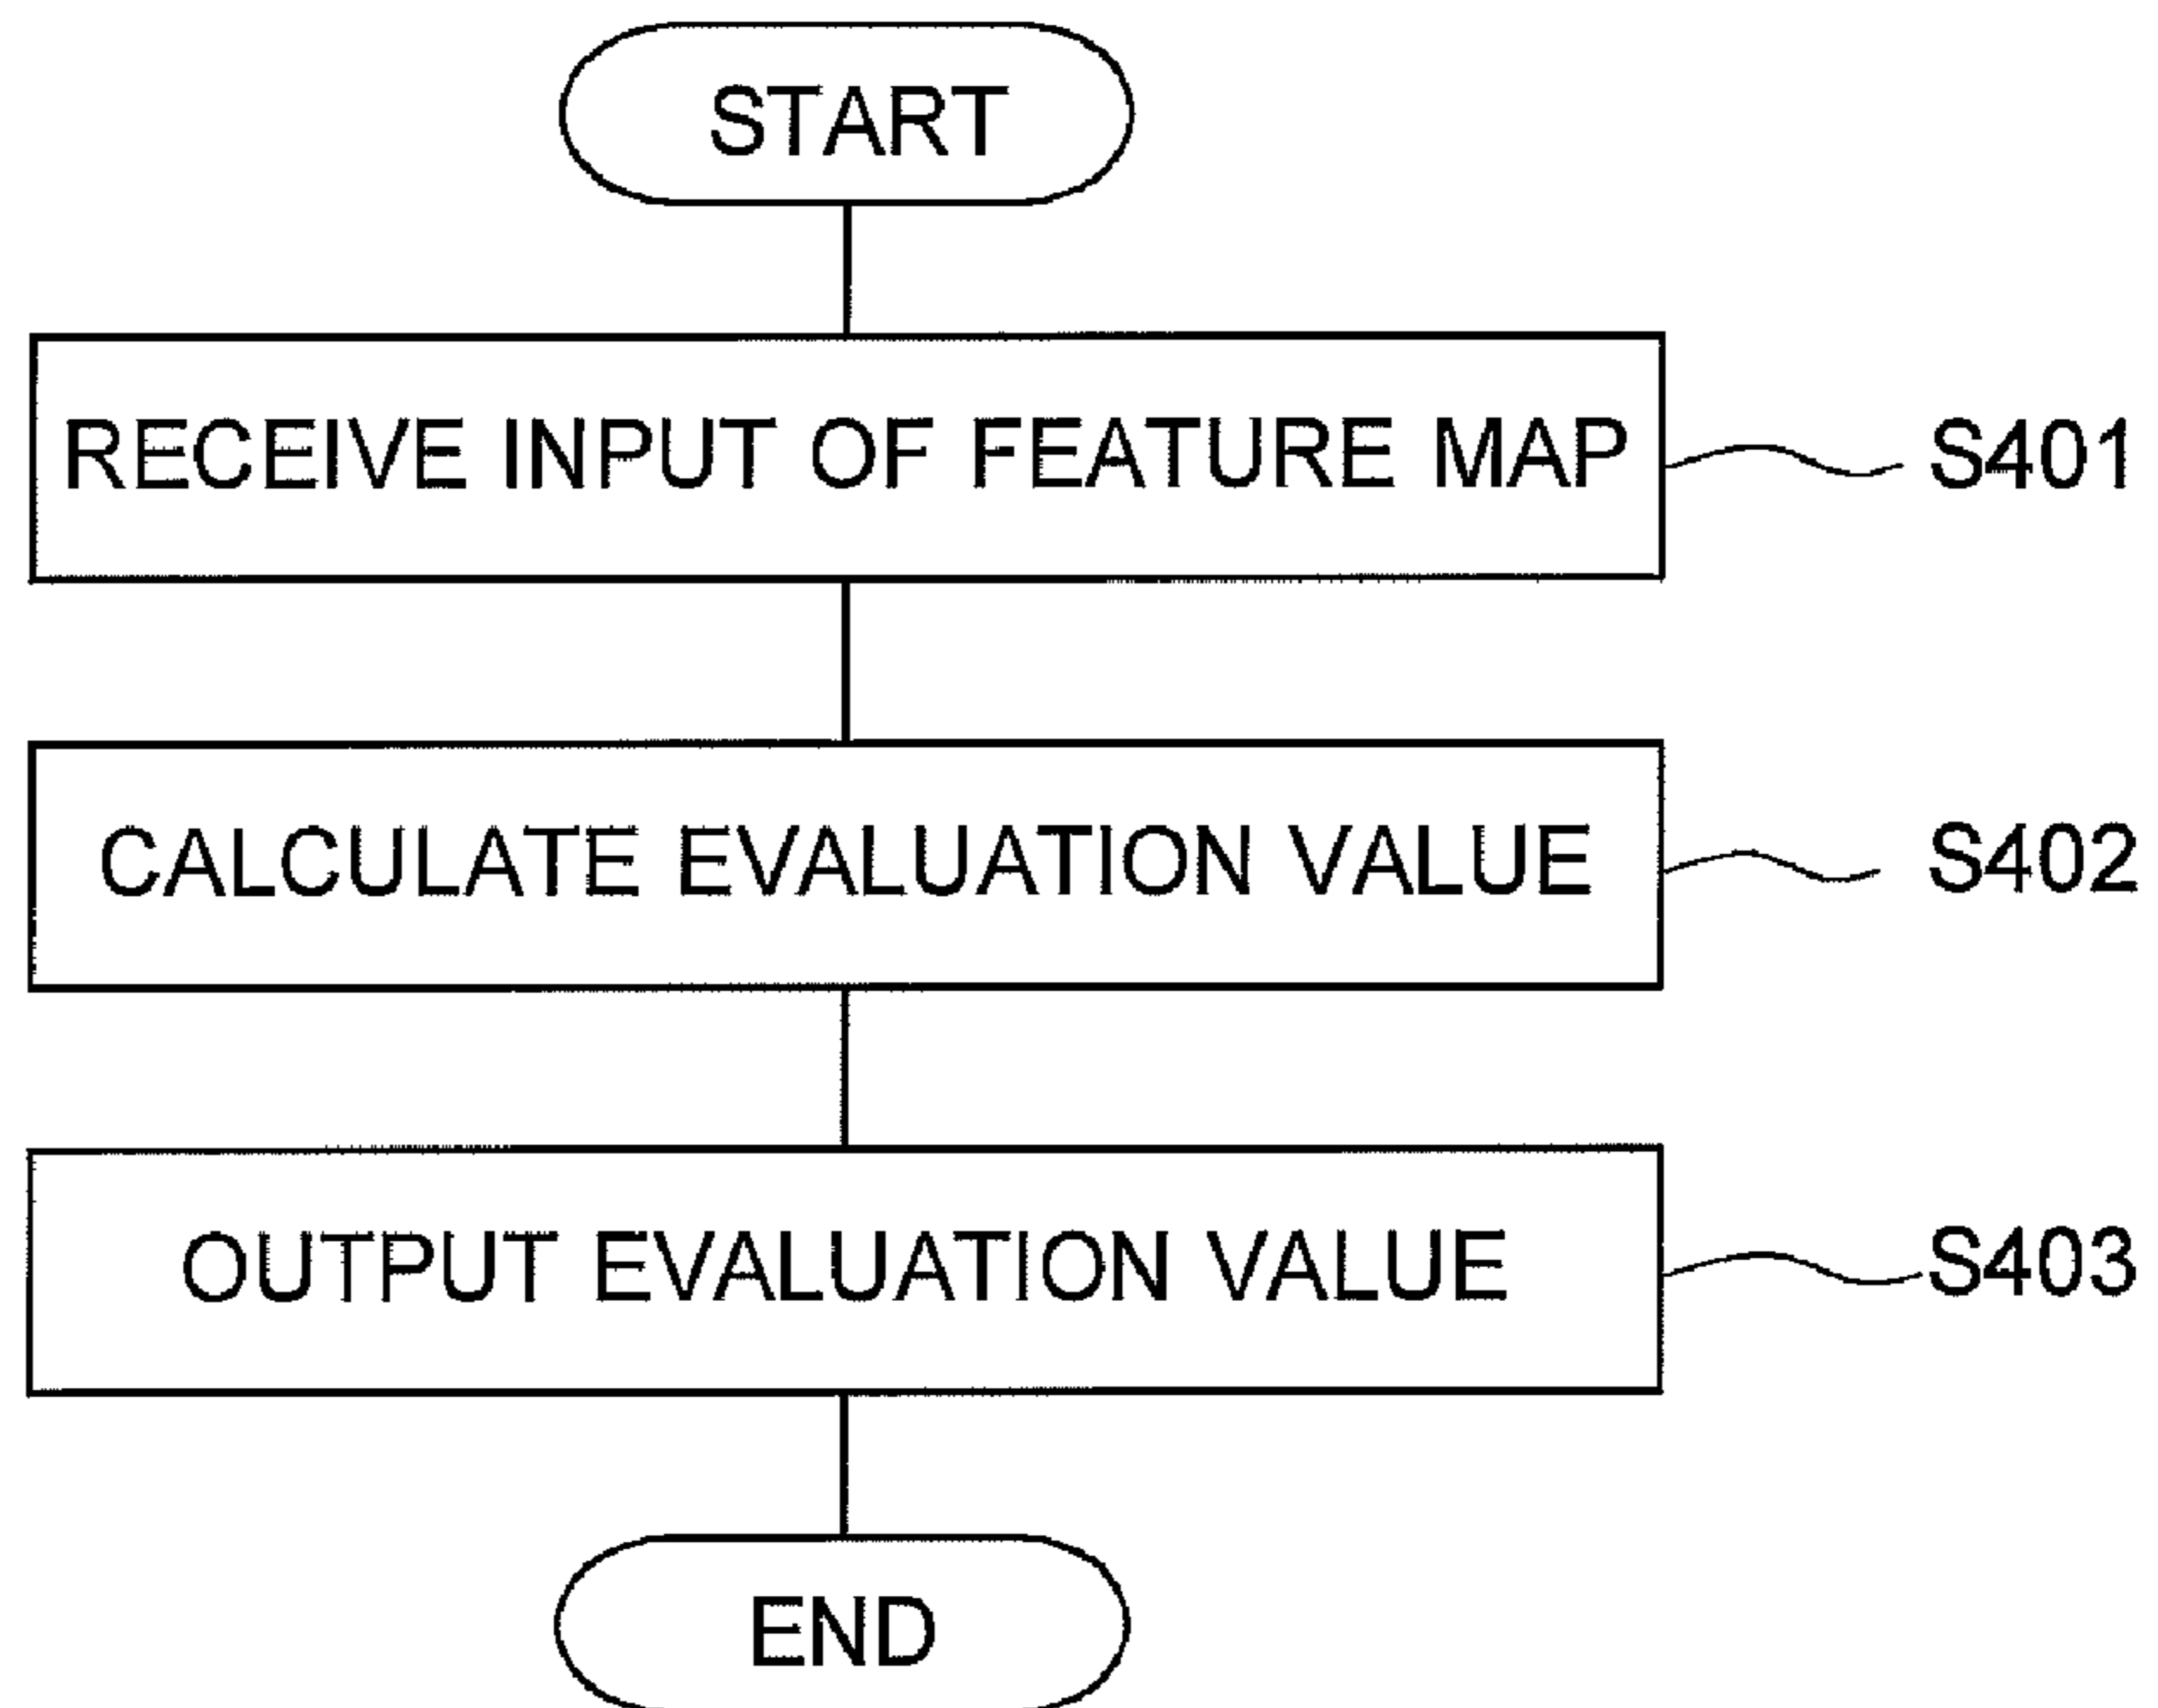 START
RECEIVE INPUT OF FEATURE MAP
S401
CALCULATE EVALUATION VALUE
S402
OUTPUT EVALUATION VALUE
S403
END